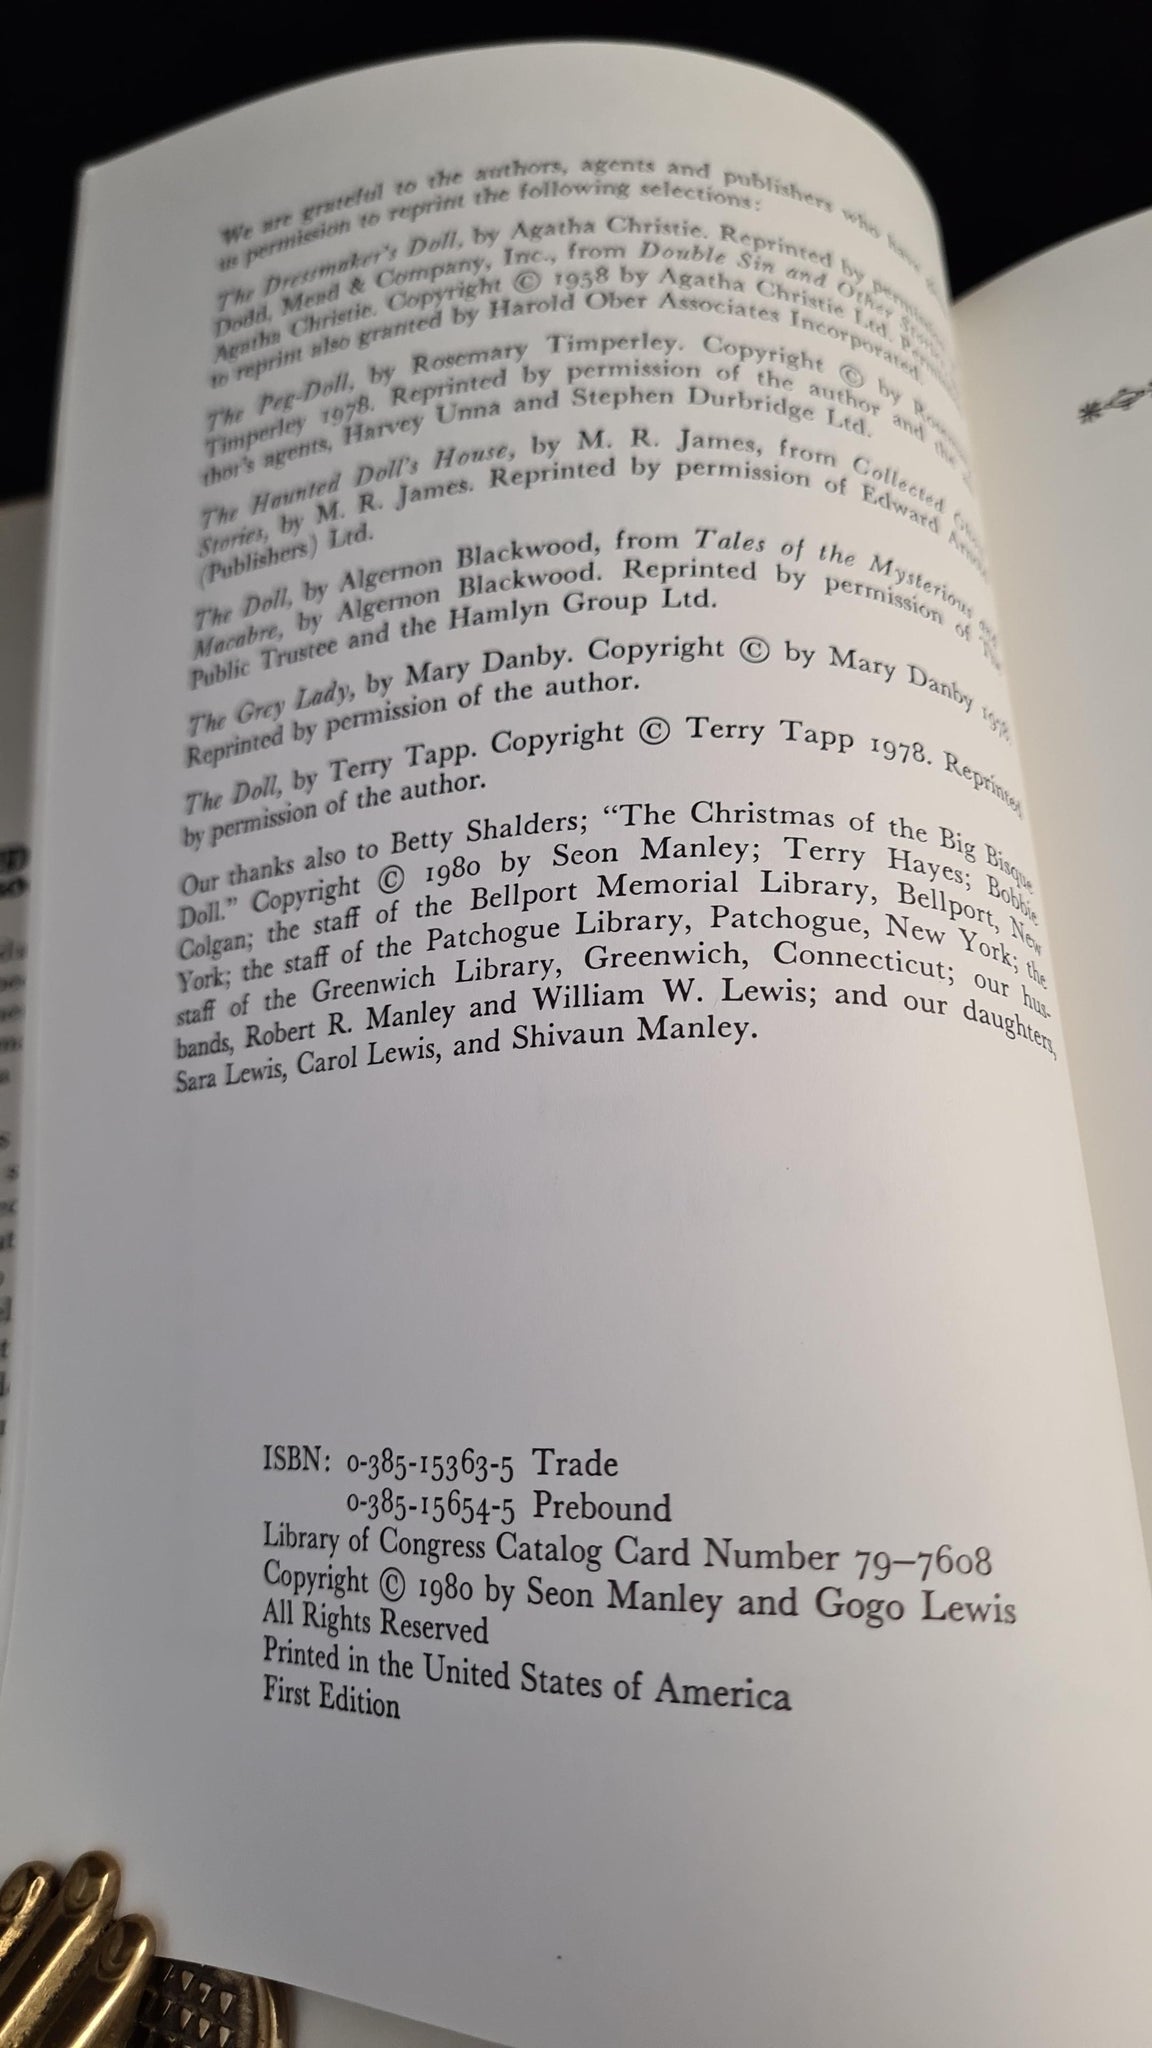 We are grateful to the authors, agents and publishers who have
us permission to reprint the following selections:
The Dressmaker's Doll, by Agatha Christie. Reprinted by permission
Dodd, Mead & Company, Inc., from Double Sin and Other Stories
Agatha Christie. Copyright © 1958 by Agatha Christie Ltd.
to reprint also granted by Harold Ober Associates Incorporated.
The Peg-Doll, by Rosemary Timperley. Copyright © by
Timperley 1978. Reprinted by permission of the author and the
thor's agents, Harvey Unna and Stephen Durbridge Ltd.
The Haunted Doll's House, by M. R. James, from Collected
Stories, by M. R. James. Reprinted by permission of Edward
(Publishers) Ltd.
The Doll, by Algernon Blackwood, from Tales of the Mysterious and
Macabre, by Algernon Blackwood. Reprinted by permission of The
Public Trustee and the Hamlyn Group Ltd.
The Grey Lady, by Mary Danby. Copyright © by Mary Danby 1978.
Reprinted by permission of the author.
The Doll, by Terry Tapp. Copyright © Terry Tapp 1978. Reprinted
by permission of the author.
Our thanks also to Betty Shalders; "The Christmas of the Big Bisque
Doll." Copyright © 1980 by Seon Manley; Terry Hayes; Bobbie
Colgan; the staff of the Bellport Memorial Library, Bellport, New
York; the staff of the Patchogue Library, Patchogue, New York; the
staff of the Greenwich Library, Greenwich, Connecticut; our hus-
bands, Robert R. Manley and William W. Lewis; and our daughters,
Sara Lewis, Carol Lewis, and Shivaun Manley.
ISBN: 0-385-15363-5 Trade
0-385-15654-5 Prebound
Library of Congress Catalog Card Number 79–7608
Copyright © 1980 by Seon Manley and Gogo Lewis
All Rights Reserved
Printed in the United States of America
First Edition